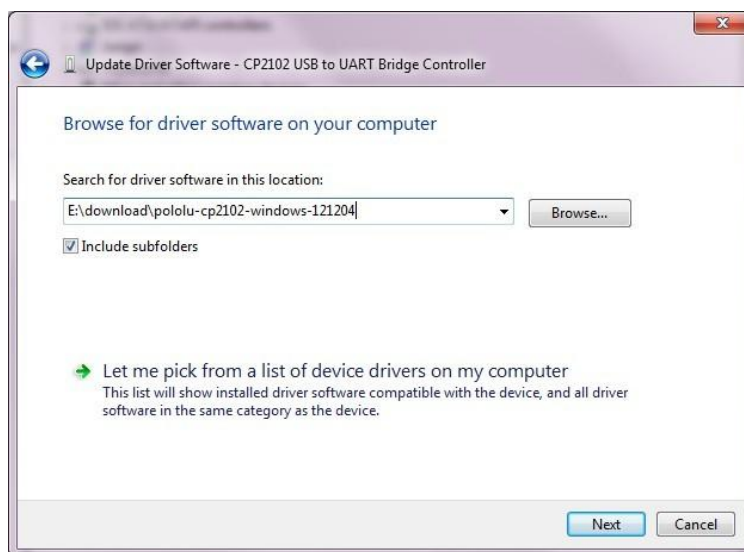 Update Driver Software - CP2102 USB to UART Bridge Controller
Browse for driver software on your computer
Search for driver software in this location:
E:\download\pololu-cp2102-windows-121204
Browse...
Include subfolders
Let me pick from a list of device drivers on my computer
This list will show installed driver software compatible with the device, and all driver
software in the same category as the device.
Next
Cancel